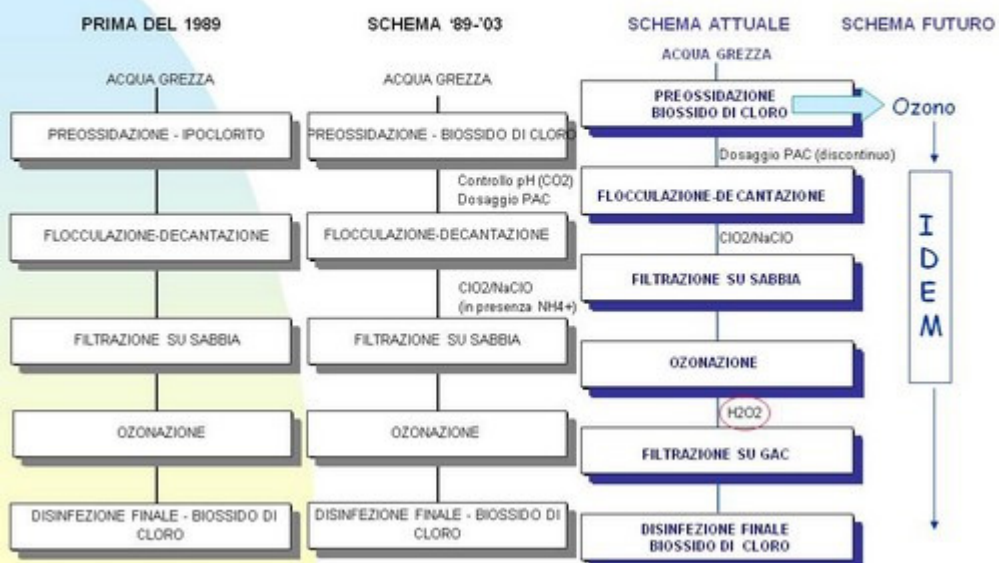 PRIMA DEL 1989
ACQUA GREZZA
PREOSSIDAZIONE - IPOCLORITO
FLOCCULAZIONE-DECANTAZIONE
FILTRAZIONE SU SABBIA
OZONAZIONE
DISINFEZIONE FINALE - BIOSSIDO DI
CLORO
SCHEMA '89-'03
ACQUA GREZZA
PREOSSIDAZIONE - BIOSSIDO DI CLORO
Controllo pH (CO2)
Dosaggio PAC
FLOCCULAZIONE-DECANTAZIONE
ClO2/NaClO
(in presenza NH4+)
FILTRAZIONE SU SABBIA
OZONAZIONE
DISINFEZIONE FINALE - BIOSSIDO DI
CLORO
SCHEMA ATTUALE
ACQUA GREZZA
PREOSSIDAZIONE
BIOSSIDO DI CLORO
Dosaggio PAC (discontinuo)
FLOCCULAZIONE-DECANTAZIONE
ClO2/NaClO
FILTRAZIONE SU SABBIA
OZONAZIONE
H2O2
FILTRAZIONE SU GAC
DISINFEZIONE FINALE
BIOSSIDO DI CLORO
SCHEMA FUTURO
Ozono
IDEM